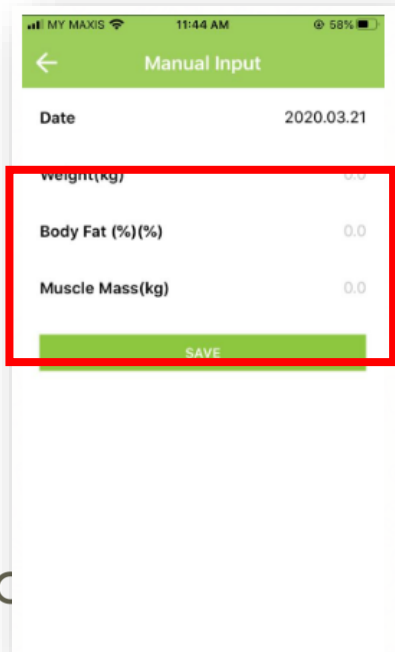 MY MAXIS 11:44 AM 58%
Manual Input
Date 2020.03.21
Weight(kg) 0.0
Body Fat (%)(%) 0.0
Muscle Mass(kg) 0.0
SAVE